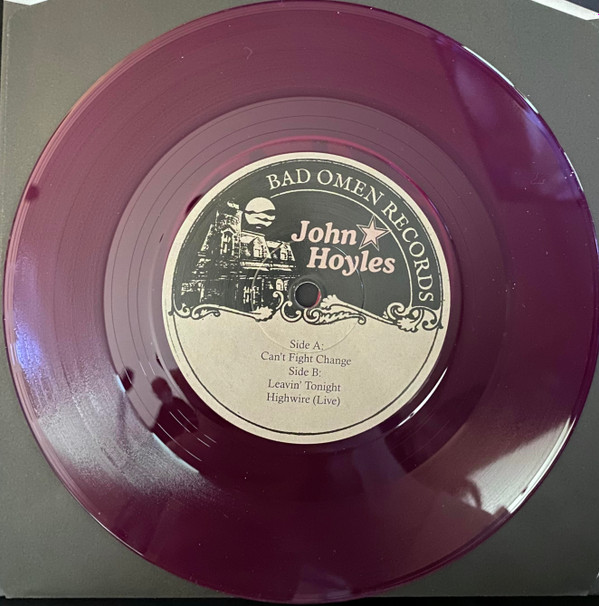 BAD OMEN RECORDS
John
Hoyles
Side A:
Can't Fight Change
Side B:
Leavin' Tonight
Highwire (Live)